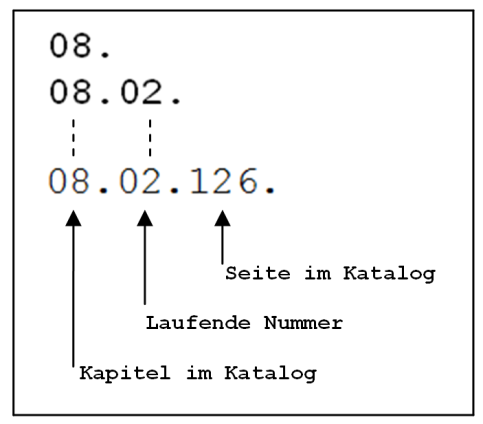 08.
08.02.
08.02.126.
Seite im Katalog
Laufende Nummer
Kapitel im Katalog